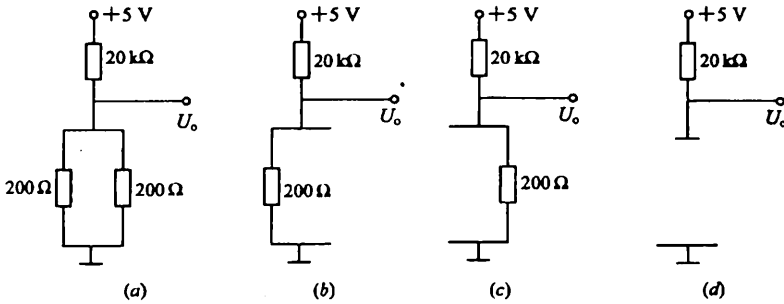 +5 V +5 V +5 V +5 V
20 kΩ 20 kΩ 20 kΩ 20 kΩ
U₀ U₀ U₀ U₀
200 Ω 200 Ω 200 Ω 200 Ω
(a) (b) (c) (d)